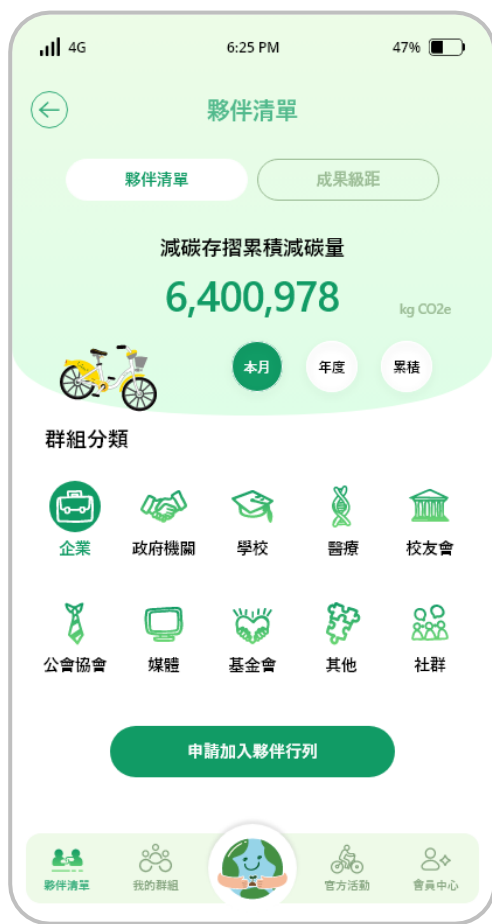 4G 6:25 PM 47%
夥伴清單
夥伴清單 成果級距
減碳存摺累積減碳量
6,400,978 kg CO2e
本月 年度 累積
群組分類
企業 政府機關 學校 醫療 校友會
公會協會 媒體 基金會 其他 社群
申請加入夥伴行列
夥伴清單 我的群組 官方活動 會員中心